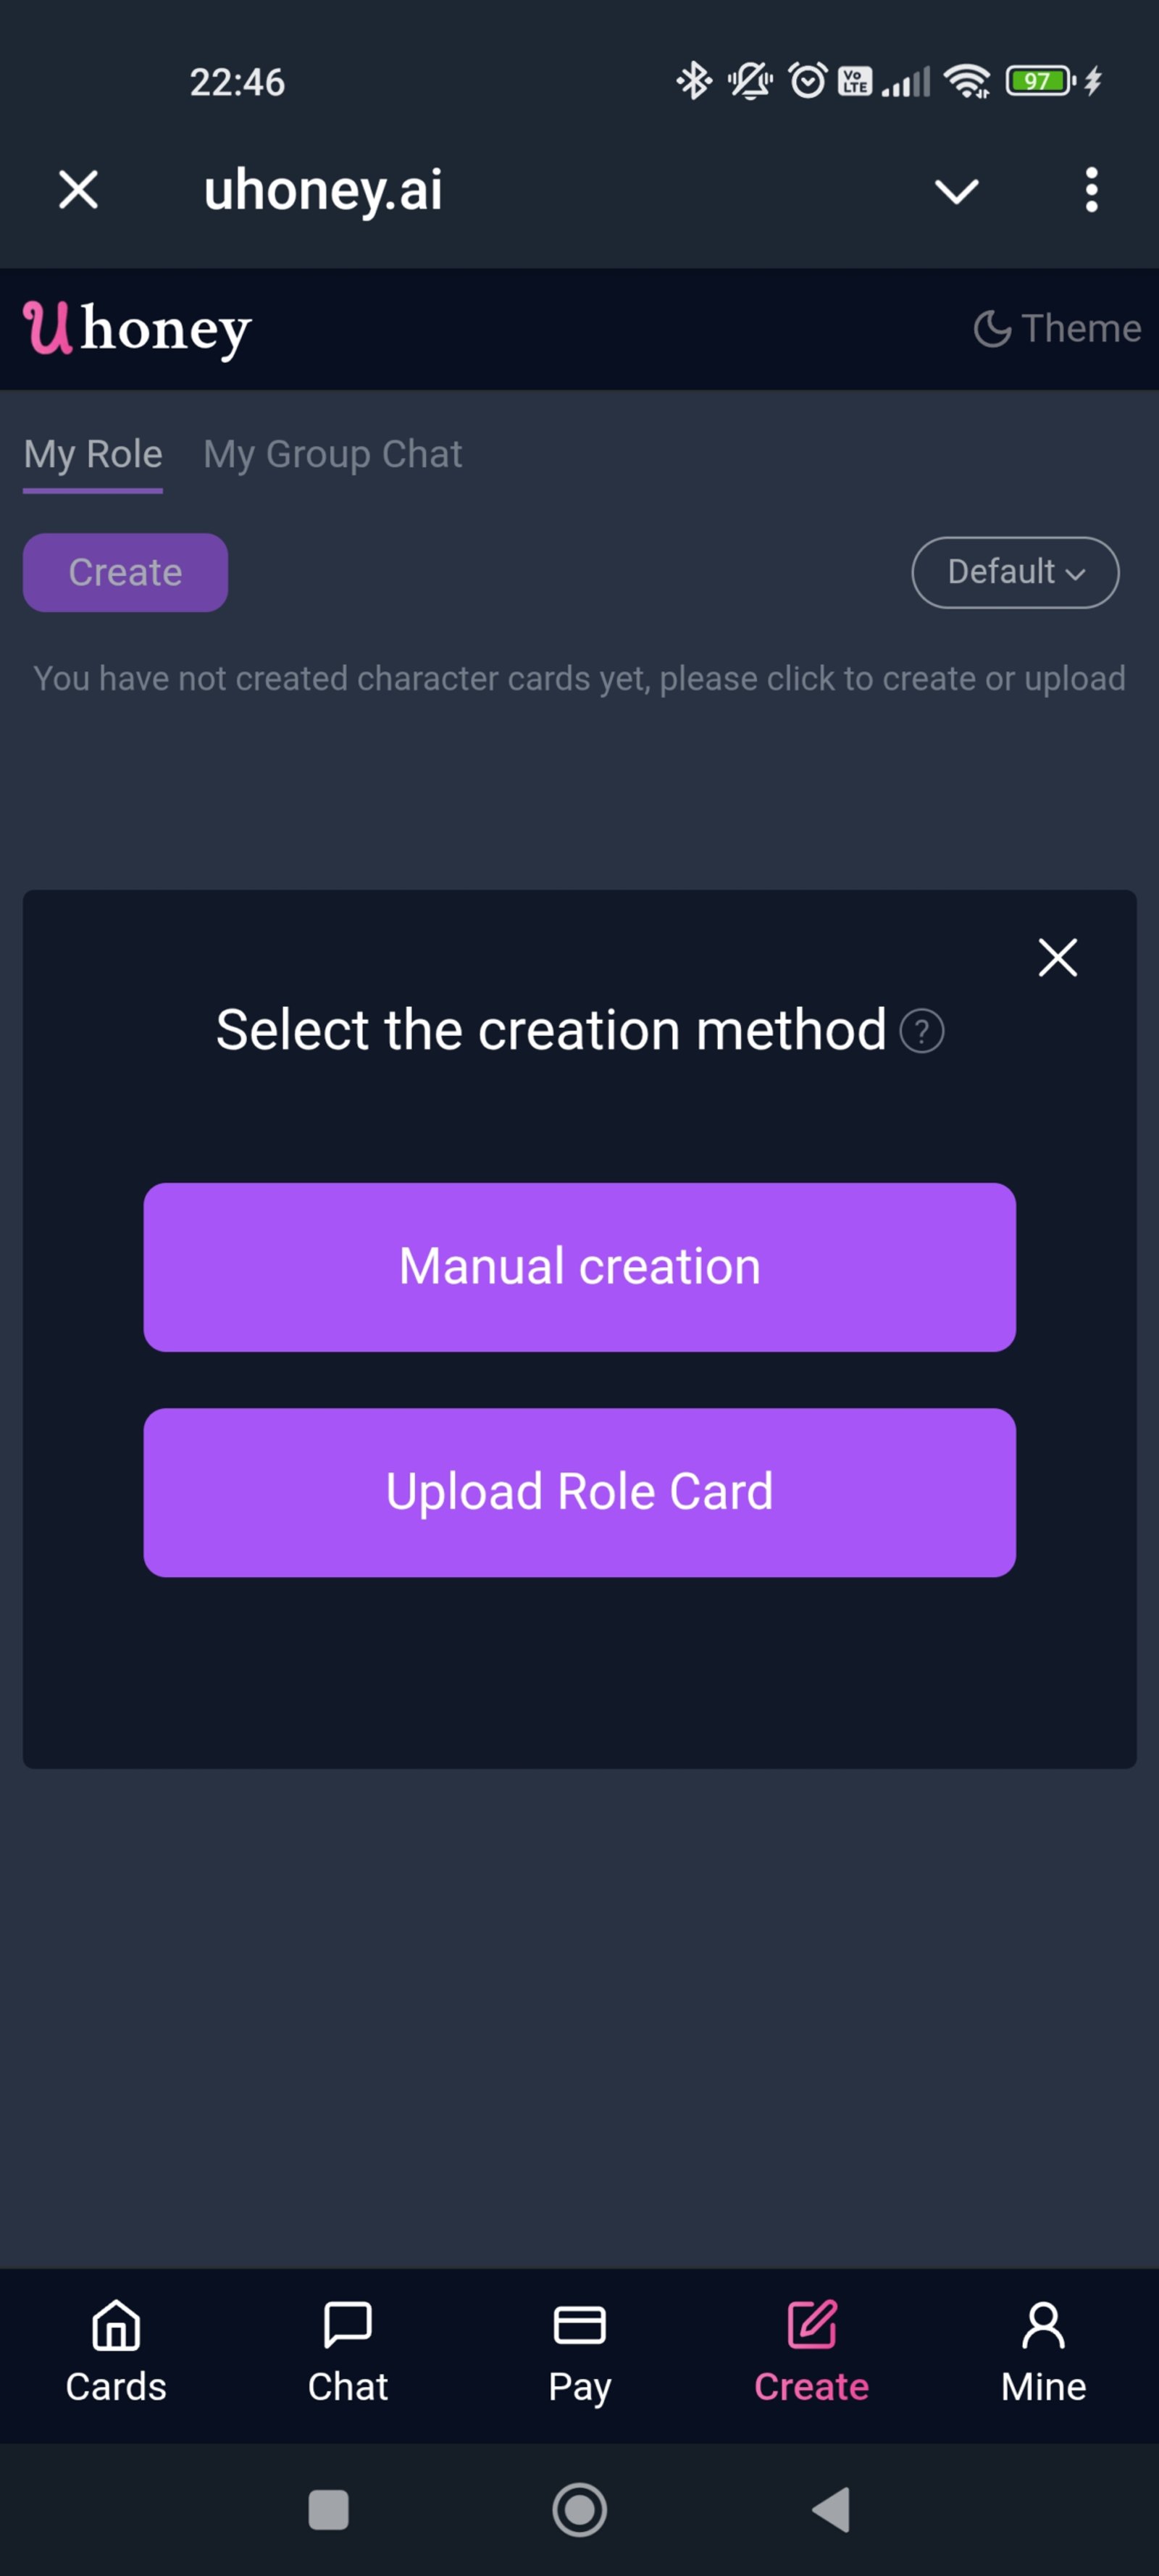 22:46
Vo LTE
97
uhoney.ai
Uhoney
Theme
My Role
My Group Chat
Create
Default
You have not created character cards yet, please click to create or upload
Select the creation method ?
Manual creation
Upload Role Card
Cards
Chat
Pay
Create
Mine